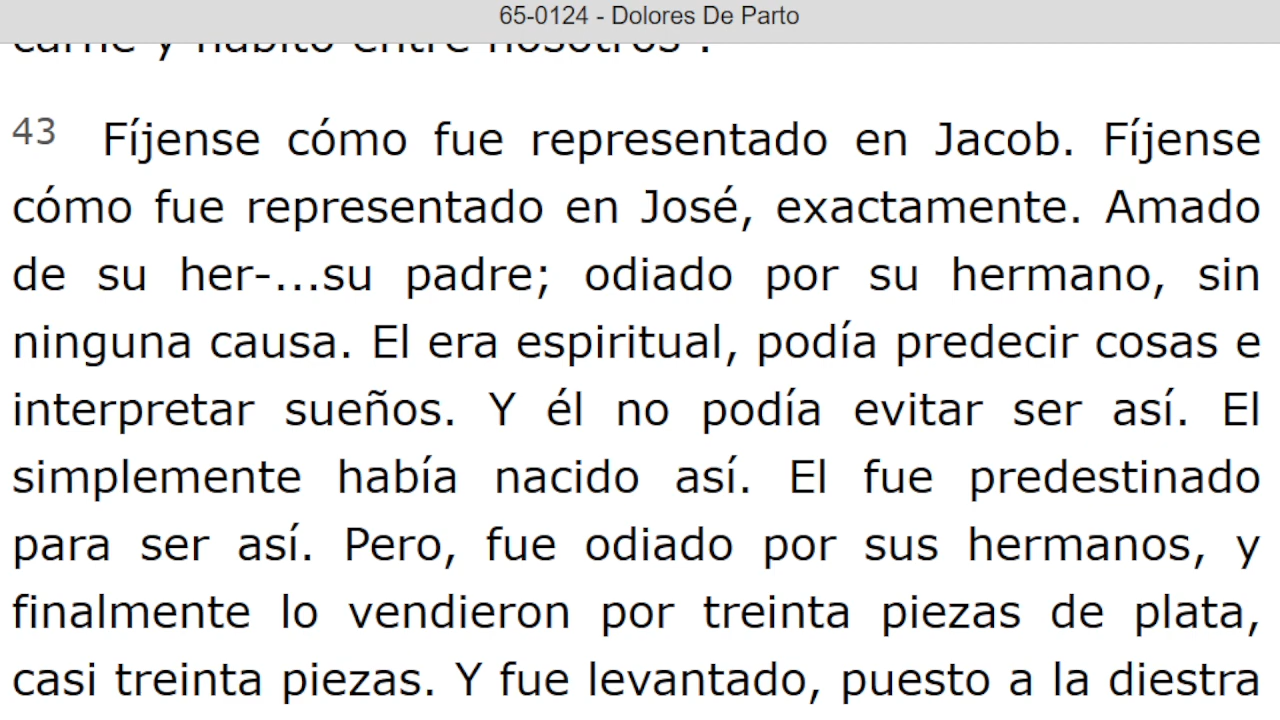 65-0124 - Dolores De Parto
carne y habitó entre nosotros".
43 Fíjense cómo fue representado en Jacob. Fíjense
cómo fue representado en José, exactamente. Amado
de su her-...su padre; odiado por su hermano, sin
ninguna causa. El era espiritual, podía predecir cosas e
interpretar sueños. Y él no podía evitar ser así. El
simplemente había nacido así. El fue predestinado
para ser así. Pero, fue odiado por sus hermanos, y
finalmente lo vendieron por treinta piezas de plata,
casi treinta piezas. Y fue levantado, puesto a la diestra